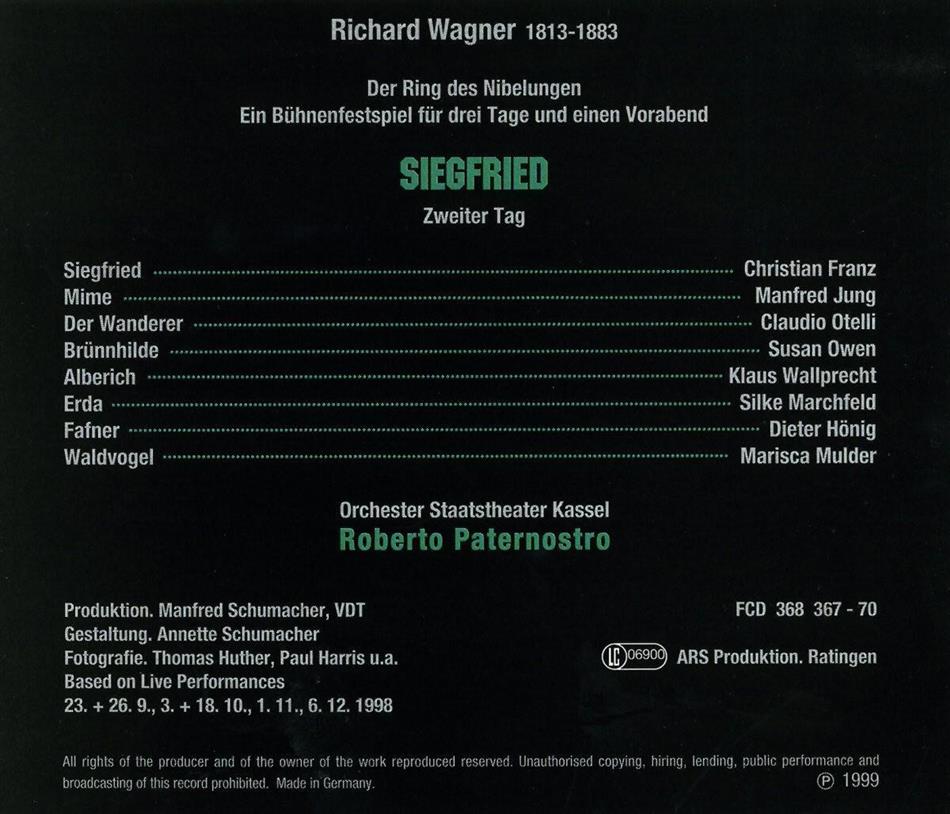 Richard Wagner 1813-1883
Der Ring des Nibelungen
Ein Bühnenfestspiel für drei Tage und einen Vorabend
SIEGFRIED
Zweiter Tag
Siegfried Christian Franz
Mime Manfred Jung
Der Wanderer Claudio Otelli
Brünnhilde Susan Owen
Alberich Klaus Wallprecht
Erda Silke Marchfeld
Fafner Dieter Hönig
Waldvogel Marisca Mulder
Orchester Staatstheater Kassel
Roberto Paternostro
Produktion. Manfred Schumacher, VDT FCD 368 367 - 70
Gestaltung. Annette Schumacher
Fotografie. Thomas Huther, Paul Harris u.a. LC 06900 ARS Produktion. Ratingen
Based on Live Performances
23. + 26. 9., 3. + 18. 10., 1. 11., 6. 12. 1998
All rights of the producer and of the owner of the work reproduced reserved. Unauthorised copying, hiring, lending, public performance and
broadcasting of this record prohibited. Made in Germany. ℗ 1999